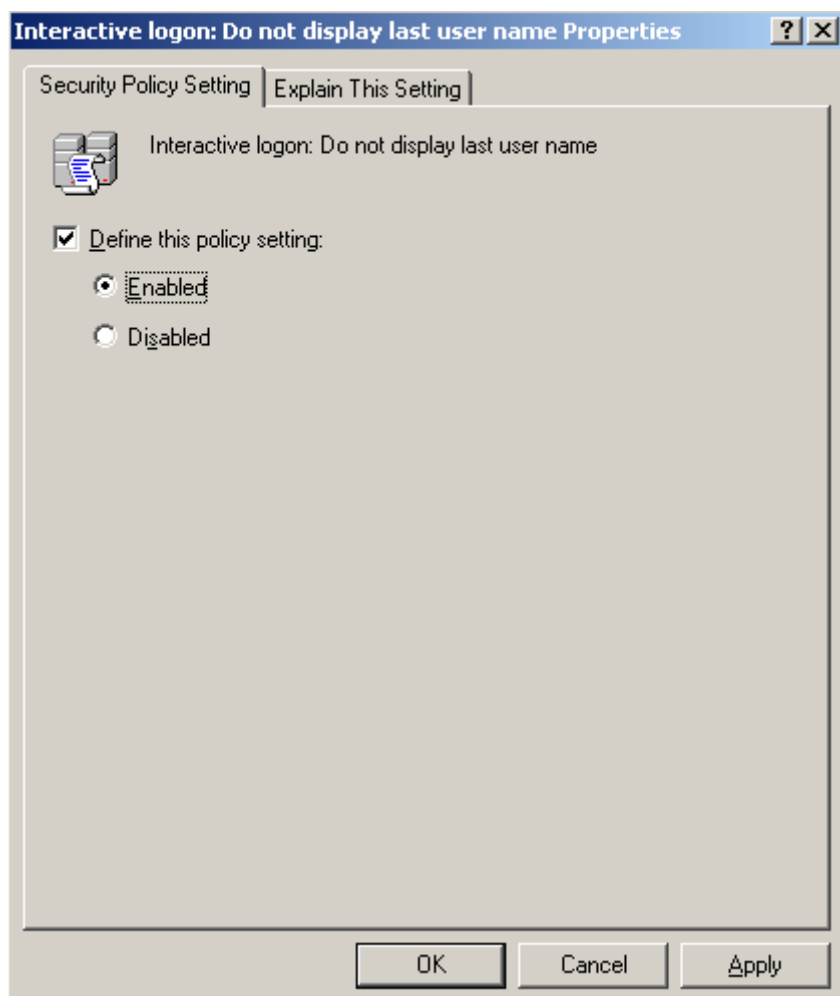 Interactive logon: Do not display last user name Properties
Security Policy Setting
Explain This Setting
Interactive logon: Do not display last user name
Define this policy setting:
Enabled
Disabled
OK
Cancel
Apply